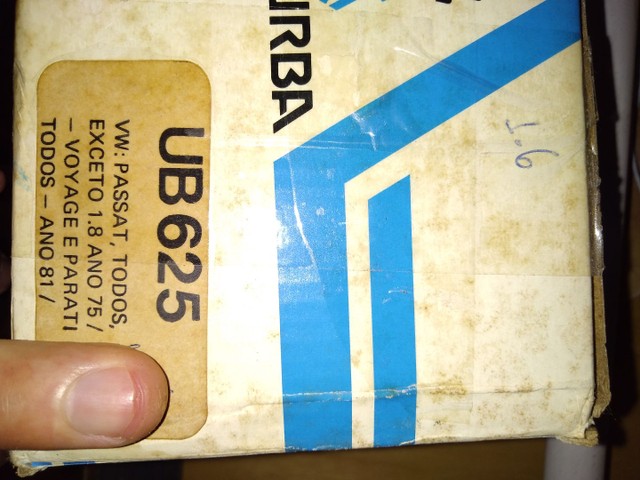 URBA
UB 625
VW: PASSAT, TODOS,
EXCETO 1.8 ANO 75 /
– VOYAGE E PARATI
TODOS – ANO 81 /
1.6